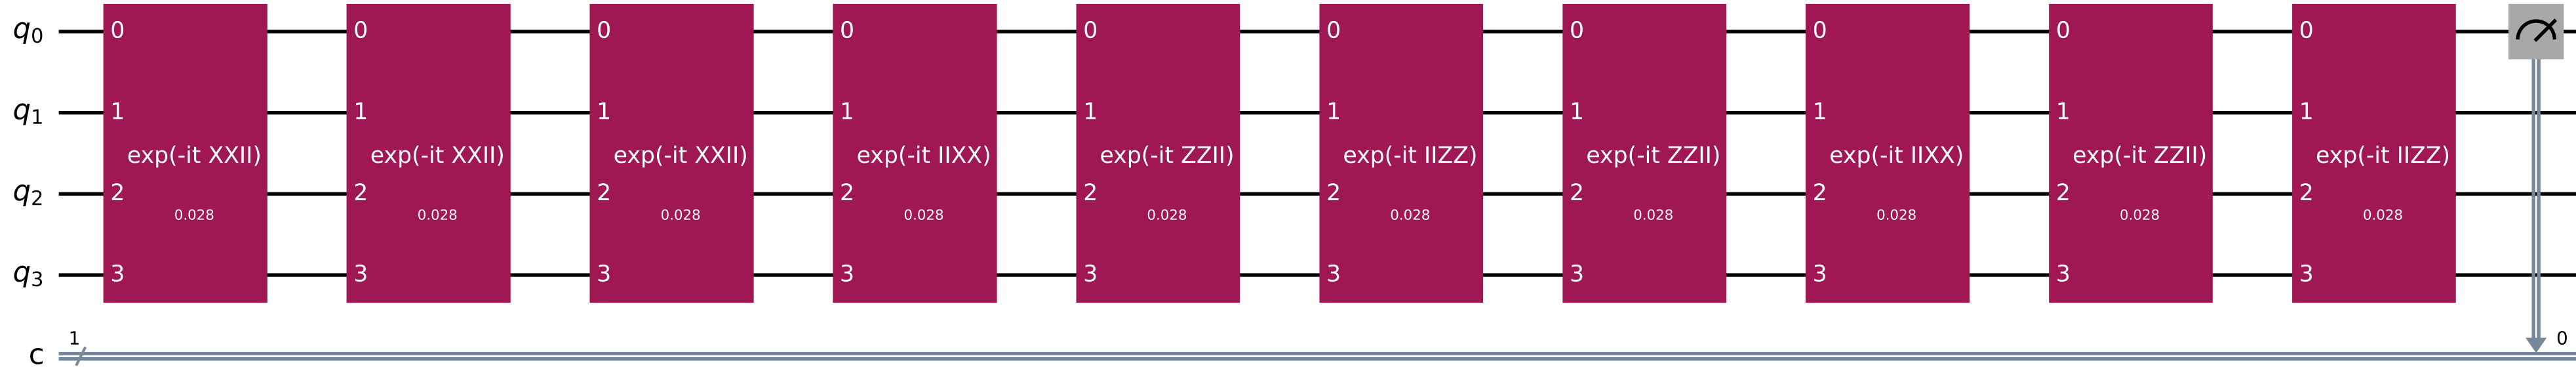 q0 0 0 0 0 0 0 0 0 0 0
q1 1 1 1 1 1 1 1 1 1 1
exp(-it XXII) exp(-it XXII) exp(-it XXII) exp(-it IIXX) exp(-it ZZII) exp(-it IIZZ) exp(-it ZZII) exp(-it IIXX) exp(-it ZZII) exp(-it IIZZ)
q2 2 2 2 2 2 2 2 2 2 2
0.028 0.028 0.028 0.028 0.028 0.028 0.028 0.028 0.028 0.028
q3 3 3 3 3 3 3 3 3 3 3
1 0
c